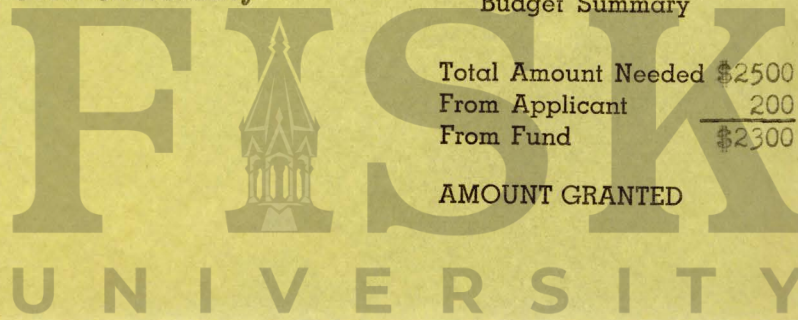 Budget Summary
Total Amount Needed $2500
From Applicant 200
From Fund $2300
AMOUNT GRANTED
FISK
UNIVERSITY